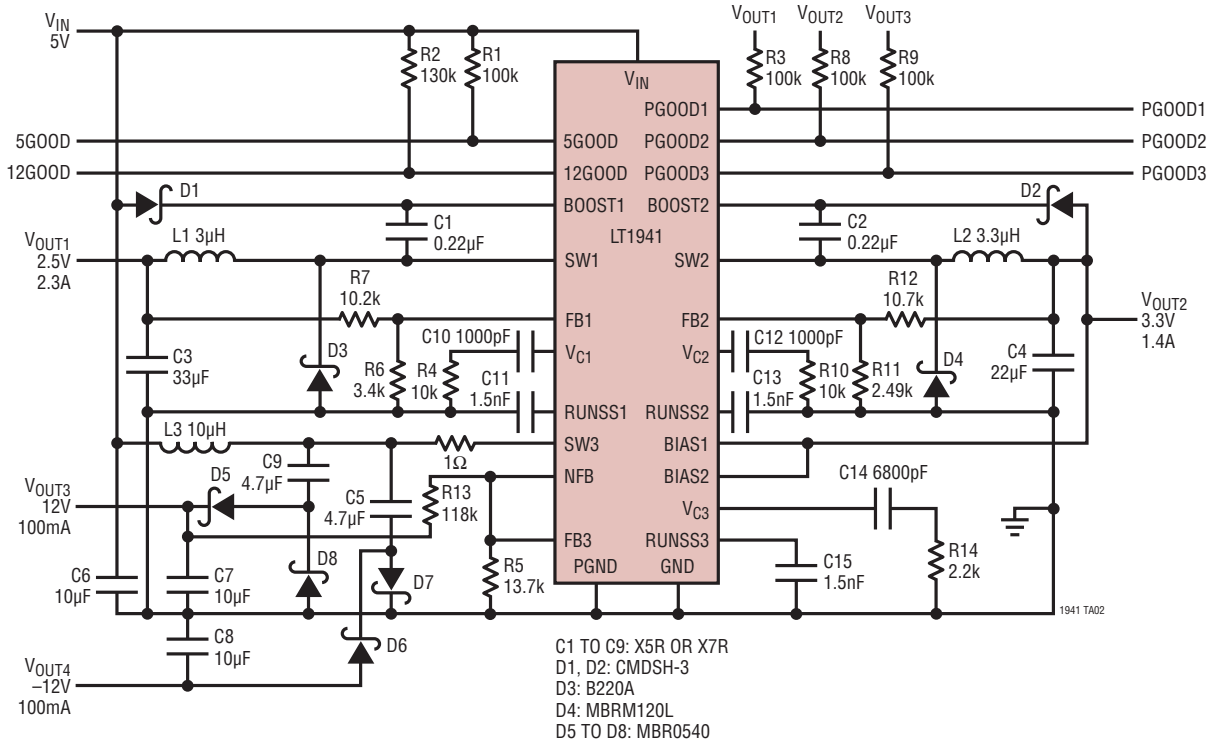 VIN
5V
R2
130k
R1
100k
VOUT1
VOUT2
VOUT3
R3
100k
R8
100k
R9
100k
VIN
PGOOD1
PGOOD1
5GOOD
5GOOD
PGOOD2
PGOOD2
12GOOD
12GOOD
PGOOD3
PGOOD3
D1
BOOST1
BOOST2
D2
C1
0.22µF
LT1941
C2
0.22µF
VOUT1
2.5V
2.3A
L1 3µH
SW1
SW2
L2 3.3µH
R7
10.2k
R12
10.7k
FB1
FB2
VOUT2
3.3V
1.4A
C10 1000pF
VC1
VC2
C12 1000pF
C3
33µF
D3
R6
3.4k
R4
10k
C11
1.5nF
C13
1.5nF
R10
10k
R11
2.49k
D4
C4
22µF
RUNSS1
RUNSS2
L3 10µH
1Ω
SW3
BIAS1
C9
4.7µF
D5
NFB
BIAS2
C14 6800pF
VOUT3
12V
100mA
C5
4.7µF
R13
118k
VC3
FB3
RUNSS3
C6
10µF
C7
10µF
D8
D7
R5
13.7k
PGND
GND
C15
1.5nF
R14
2.2k
1941 TA02
C8
10µF
D6
VOUT4
–12V
100mA
C1 TO C9: X5R OR X7R
D1, D2: CMDSH-3
D3: B220A
D4: MBRM120L
D5 TO D8: MBR0540